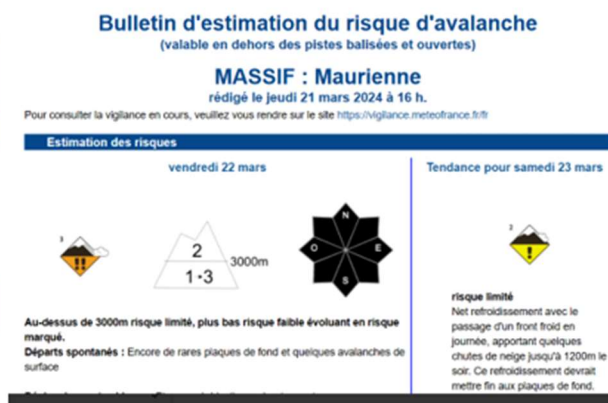 Bulletin d'estimation du risque d'avalanche
(valable en dehors des pistes balisées et ouvertes)
MASSIF : Maurienne
rédigé le jeudi 21 mars 2024 à 16 h.
Pour consulter la vigilance en cours, veuillez vous rendre sur le site https://vigilance.meteofrance.fr/fr
Estimation des risques
vendredi 22 mars
3
2
3000m
1
3
N
O
E
S
Au-dessus de 3000m risque limité, plus bas risque faible évoluant en risque
marqué.
Départs spontanés : Encore de rares plaques de fond et quelques avalanches de
surface
Tendance pour samedi 23 mars
2
risque limité
Net refroidissement avec le
passage d'un front froid en
journée, apportant quelques
chutes de neige jusqu'à 1200m le
soir. Ce refroidissement devrait
mettre fin aux plaques de fond.